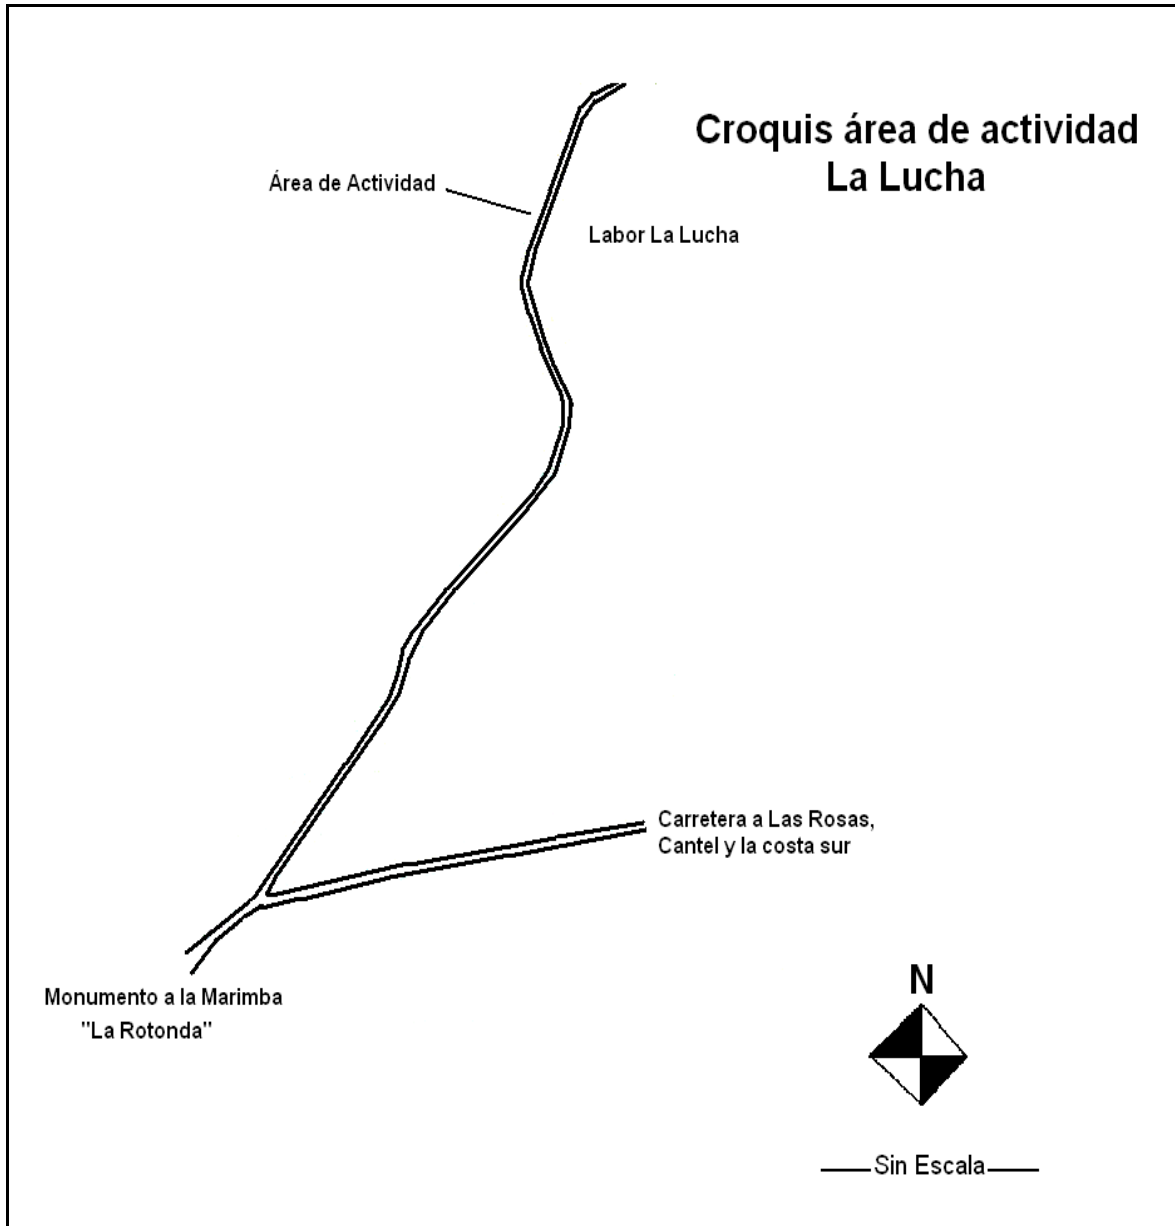 Croquis área de actividad
La Lucha
Área de Actividad
Labor La Lucha
Carretera a Las Rosas,
Cantel y la costa sur
Monumento a la Marimba
"La Rotonda"
N
Sin Escala